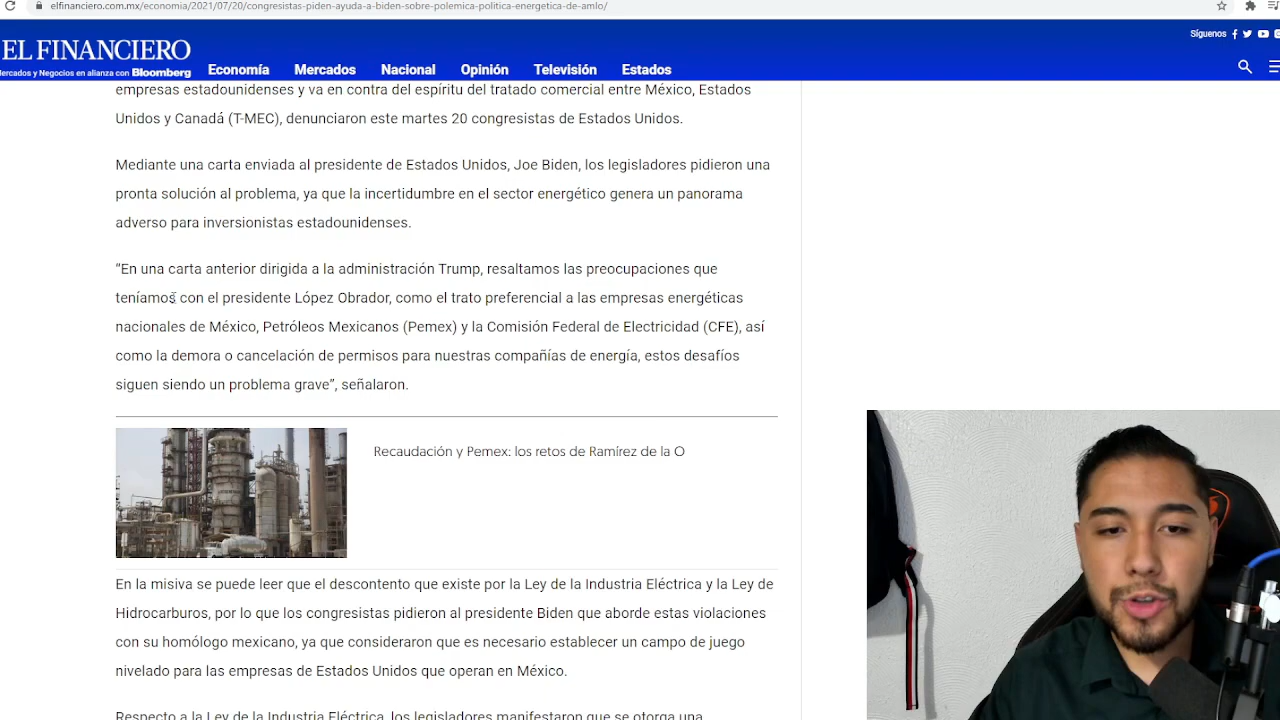 elfinanciero.com.mx/economia/2021/07/20/congresistas-piden-ayuda-a-biden-sobre-polemica-politica-energetica-de-amlo/
Síguenos
EL FINANCIERO
Mercados y Negocios en alianza con Bloomberg
Economía Mercados Nacional Opinión Televisión Estados
empresas estadounidenses y va en contra del espíritu del tratado comercial entre México, Estados
Unidos y Canadá (T-MEC), denunciaron este martes 20 congresistas de Estados Unidos.
Mediante una carta enviada al presidente de Estados Unidos, Joe Biden, los legisladores pidieron una
pronta solución al problema, ya que la incertidumbre en el sector energético genera un panorama
adverso para inversionistas estadounidenses.
“En una carta anterior dirigida a la administración Trump, resaltamos las preocupaciones que
teníamos con el presidente López Obrador, como el trato preferencial a las empresas energéticas
nacionales de México, Petróleos Mexicanos (Pemex) y la Comisión Federal de Electricidad (CFE), así
como la demora o cancelación de permisos para nuestras compañías de energía, estos desafíos
siguen siendo un problema grave”, señalaron.
Recaudación y Pemex: los retos de Ramírez de la O
En la misiva se puede leer que el descontento que existe por la Ley de la Industria Eléctrica y la Ley de
Hidrocarburos, por lo que los congresistas pidieron al presidente Biden que aborde estas violaciones
con su homólogo mexicano, ya que consideraron que es necesario establecer un campo de juego
nivelado para las empresas de Estados Unidos que operan en México.
Respecto a la Ley de la Industria Eléctrica, los legisladores manifestaron que se otorga una